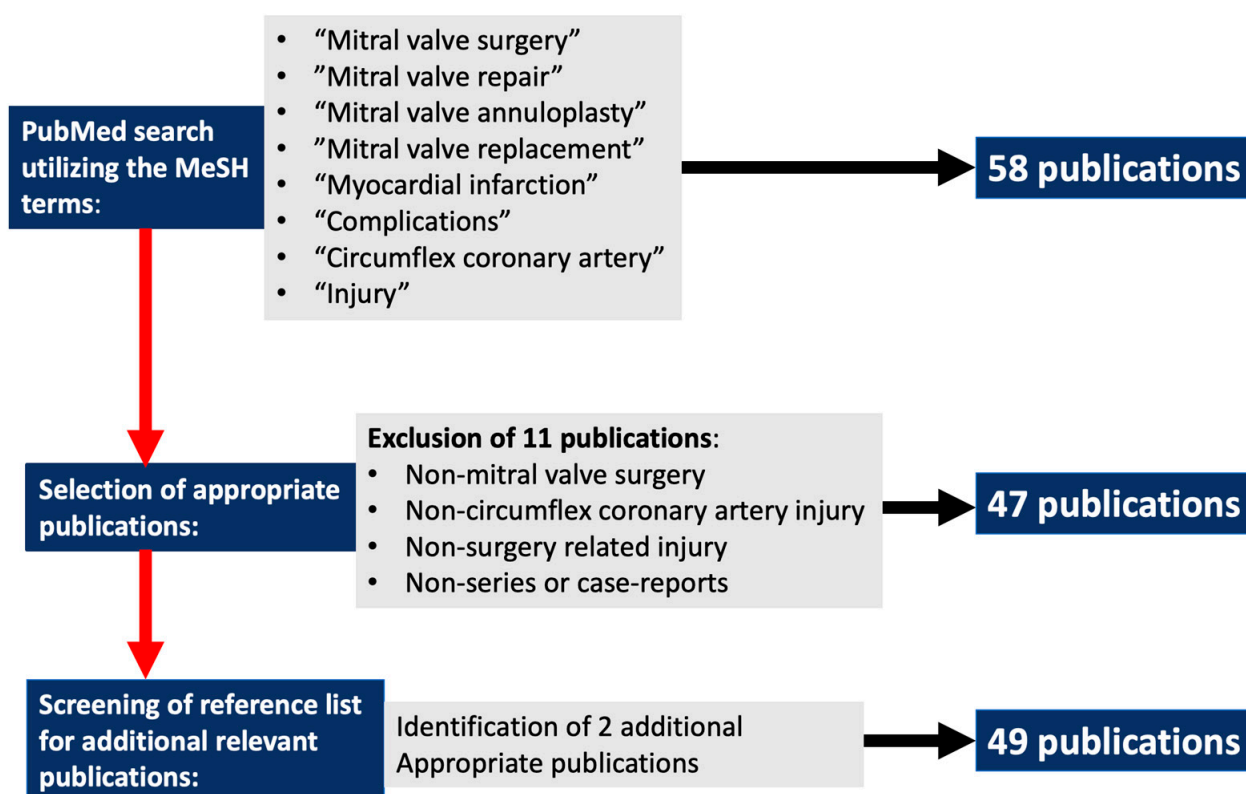 PubMed search
utilizing the MeSH
terms:
• “Mitral valve surgery”
• ”Mitral valve repair”
• “Mitral valve annuloplasty”
• ”Mitral valve replacement”
• “Myocardial infarction”
• “Complications”
• “Circumflex coronary artery”
• “Injury”
58 publications
Selection of appropriate
publications:
Exclusion of 11 publications:
• Non-mitral valve surgery
• Non-circumflex coronary artery injury
• Non-surgery related injury
• Non-series or case-reports
47 publications
Screening of reference list
for additional relevant
publications:
Identification of 2 additional
Appropriate publications
49 publications